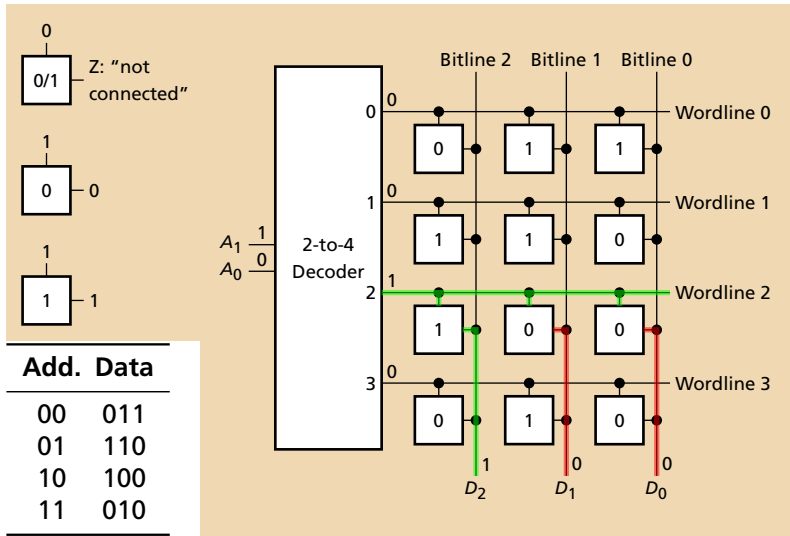 0
0/1
Z: "not
connected"
1
0
0
1
1
1
Add. Data
00 011
01 110
10 100
11 010
A1 1
A0 0
2-to-4
Decoder
Bitline 2 Bitline 1 Bitline 0
0 0 Wordline 0
0 1 1
1 0 Wordline 1
1 1 0
2 1 Wordline 2
1 0 0
3 0 Wordline 3
0 1 0
1 0 0
D2 D1 D0